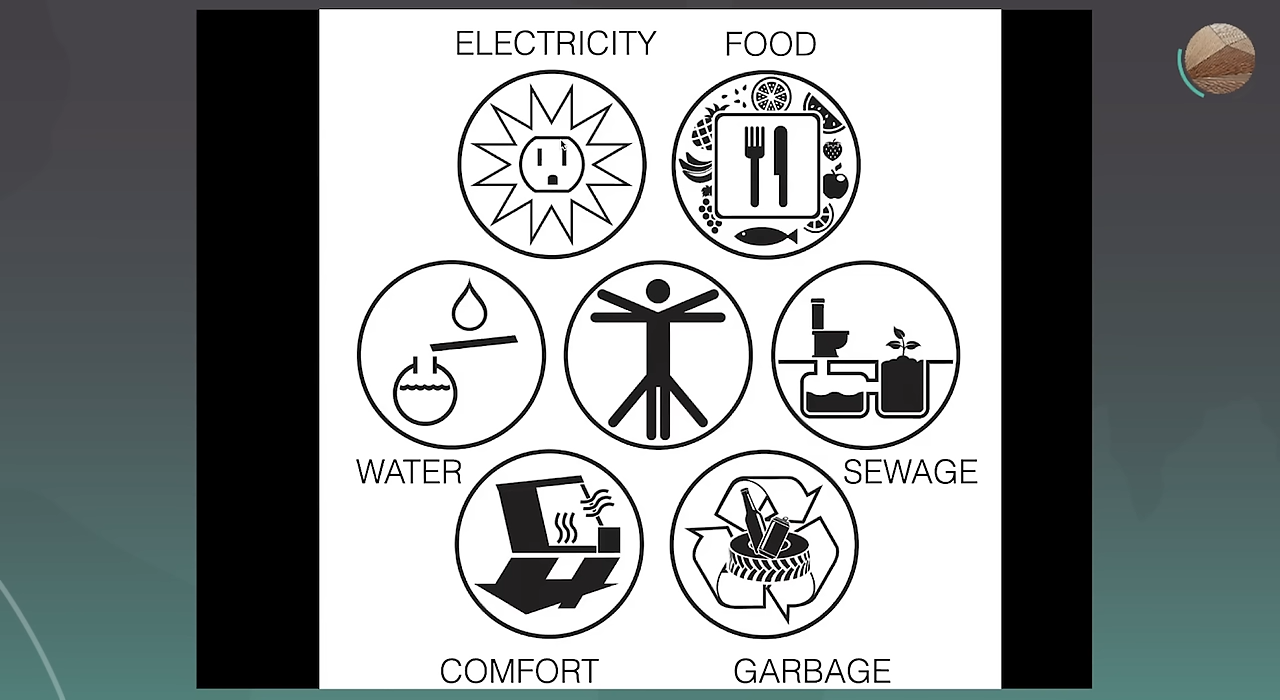 ELECTRICITY
FOOD
WATER
SEWAGE
COMFORT
GARBAGE